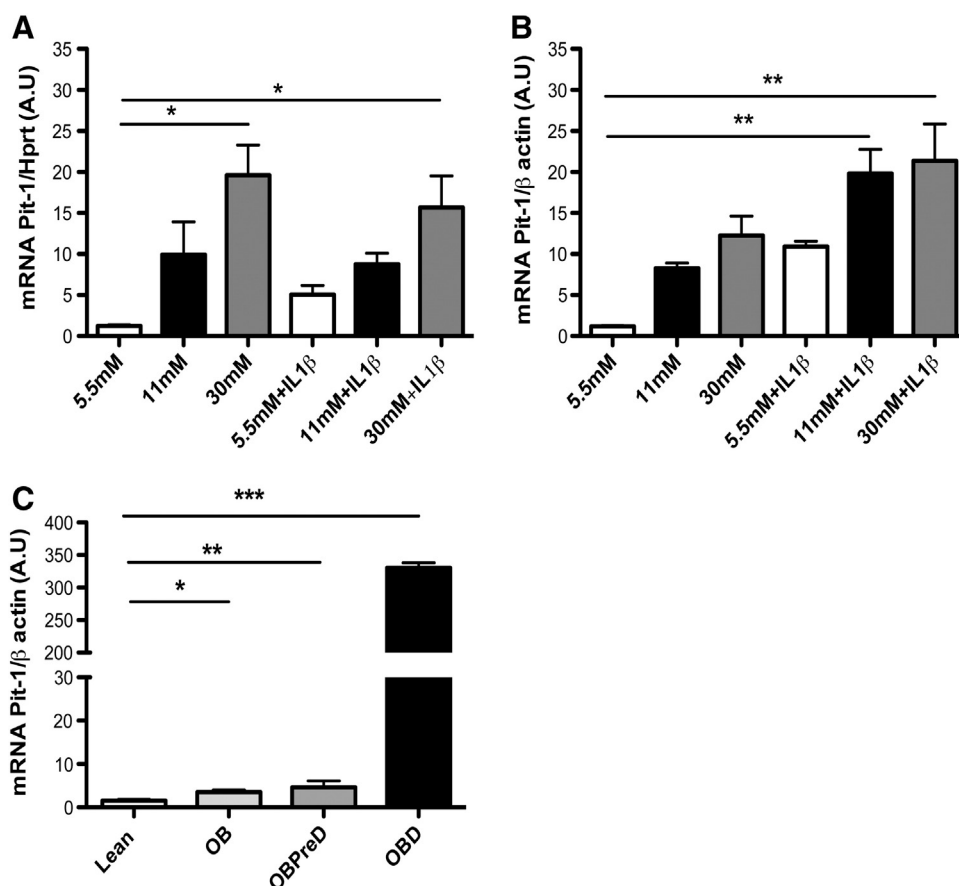 A
mRNA Pit-1/Hprt (A.U)
35
30
25
20
15
10
5
0
*
*
5.5mM
11mM
30mM
5.5mM+IL1β
11mM+IL1β
30mM+IL1β
B
mRNA Pit-1/β actin (A.U)
35
30
25
20
15
10
5
0
**
**
5.5mM
11mM
30mM
5.5mM+IL1β
11mM+IL1β
30mM+IL1β
C
mRNA Pit-1/β actin (A.U)
400
350
300
250
200
30
20
10
0
***
**
*
Lean
OB
OBPreD
OBD